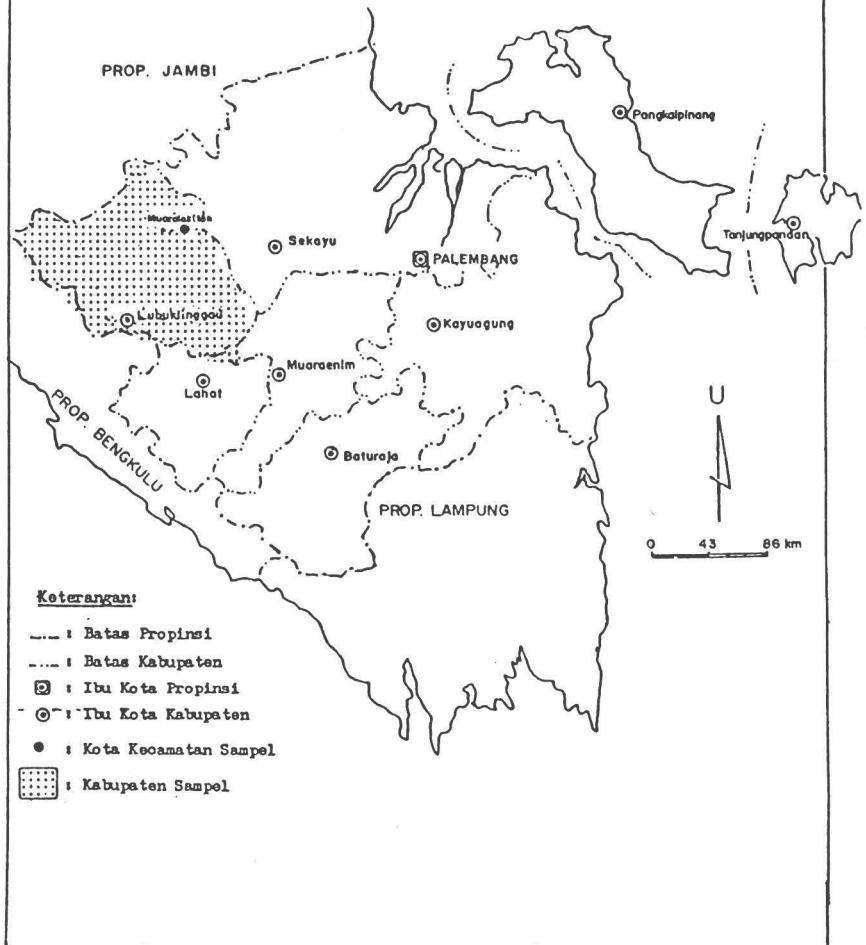 PROP. JAMBI
Pangkalpinang
Muaralakitan
Sekayu
Tanjungpandan
PALEMBANG
Lubuklinggau
Kayuagung
Muaraenim
Lahat
U
PROP. BENGKULU
Baturaja
PROP. LAMPUNG
0 43 86 km
Keterangan:
: Batas Propinsi
: Batas Kabupaten
: Ibu Kota Propinsi
: Ibu Kota Kabupaten
: Kota Kecamatan Sampel
: Kabupaten Sampel